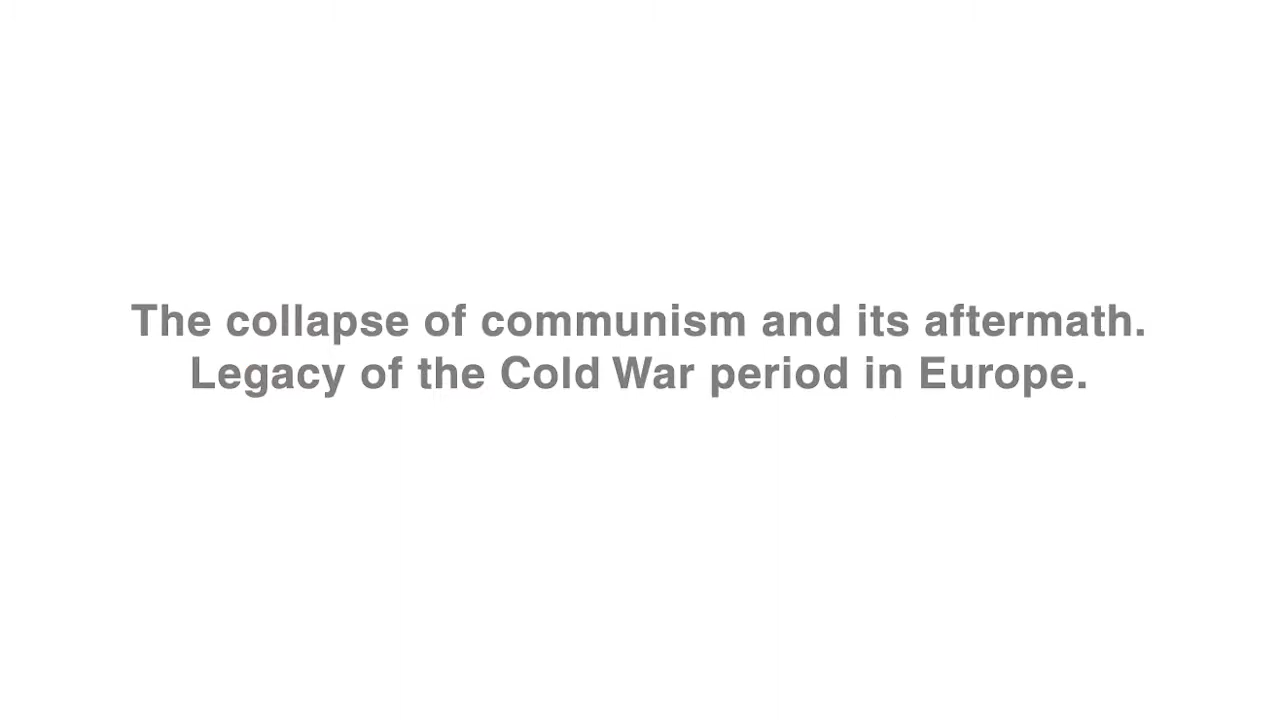 The collapse of communism and its aftermath.
Legacy of the Cold War period in Europe.